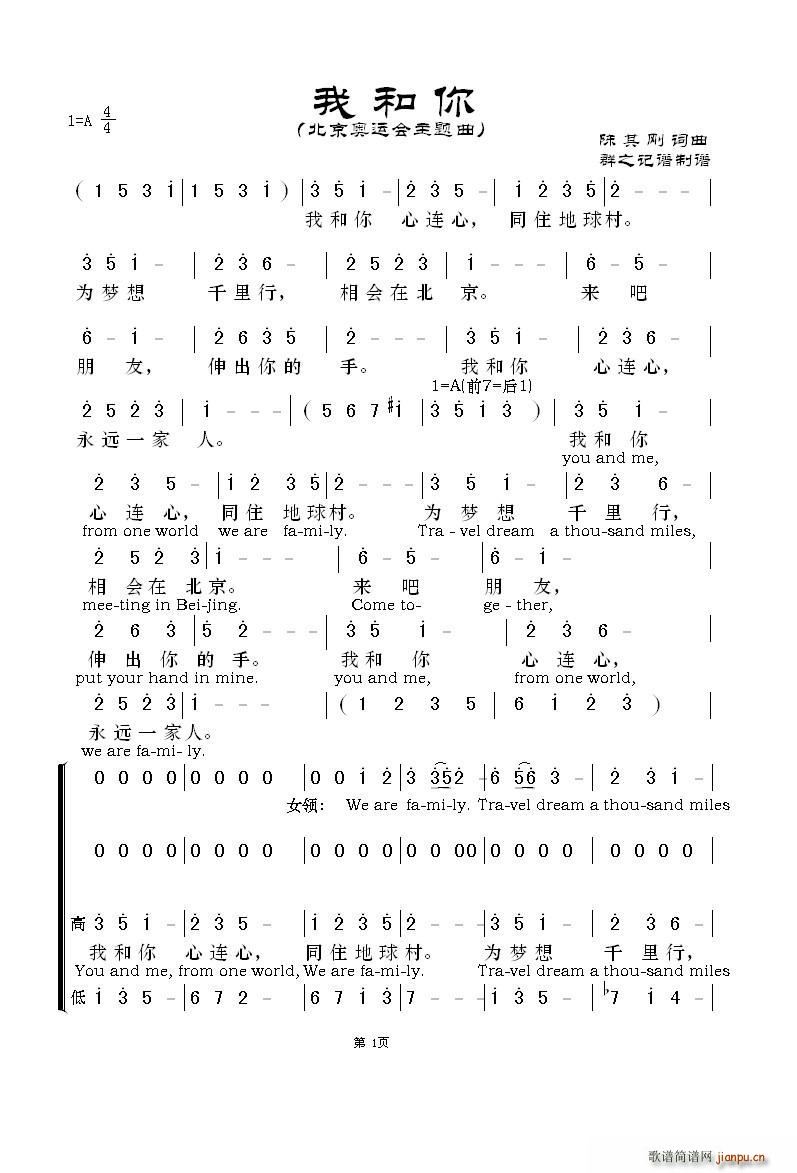 我和你
1=A 4/4
(北京奥运会主题曲)
陈其刚 词曲
群之记谱制谱
( 1 5 3 i | 1 5 3 i ) | 3̇ 5̇ i - | 2̇ 3̇ 5 - | i 2̇ 3̇ 5̇ | 2̇ - - - |
我和你 心连心， 同住地球村。
3̇ 5̇ i - | 2̇ 3̇ 6 - | 2̇ 5 2̇ 3̇ | i - - - | 6̇ - 5̇ - |
为梦想 千里行， 相会在北 京。 来 吧
6̇ - i - | 2̇ 6̇ 3̇ 5̇ | 2̇ - - - | 3̇ 5̇ i - | 2̇ 3̇ 6 - |
朋 友， 伸出你的 手。 我和你 心连心，
1=A(前7=后1)
2̇ 5 2̇ 3̇ | i - - - | ( 5 6 7 #i | 3̇ 5̇ i 3̇ ) | 3̇ 5̇ i - |
永远一家 人。 我和 你
you and me,
2̇ 3̇ 5 - | i 2̇ 3̇ 5̇ | 2̇ - - - | 3̇ 5̇ i - | 2̇ 3̇ 6 - |
心 连 心， 同住 地球村。 为 梦 想 千 里 行，
from one world we are fa-mi-ly. Tra - vel dream a thou-sand miles,
2̇ 5 2̇ 3̇ | i - - - | 6̇ - 5̇ - | 6̇ - i - |
相 会在 北京。 来 吧 朋 友，
mee-ting in Bei-jing. Come to- ge - ther,
2̇ 6̇ 3̇ | 5̇ 2̇ - - - | 3̇ 5̇ i - | 2̇ 3̇ 6 - |
伸 出 你 的 手。 我和 你 心 连 心，
put your hand in mine. you and me, from one world,
2̇ 5 2̇ 3̇ | i - - - | ( 1 2 3 5 | 6 i 2̇ 3̇ ) |
永 远 一家人。
we are fa-mi- ly.
0 0 0 0 | 0 0 0 0 | 0 0 i 2̇ | 3̇ 3̇5̇2̇ - | 6̇ 5̇6̇ 3̇ - | 2̇ 3̇ i - |
女领： We are fa-mi-ly. Tra-vel dream a thou-sand miles
0 0 0 0 | 0 0 0 0 | 0 0 0 0 | 0 0 0 0 | 0 0 0 0 | 0 0 0 0 |
高 3̇ 5̇ i - | 2̇ 3̇ 5 - | i 2̇ 3̇ 5̇ | 2̇ - - - | 3̇ 5̇ i - | 2̇ 3̇ 6 - |
我和你 心连心， 同住地球村。 为梦想 千 里行，
You and me, from one world, We are fa-mi-ly. Tra-vel dream a thou-sand miles
低 i 3̇ 5 - | 6 7 2 - | 6 7 i 3̇ | 7 - - - | i 3̇ 5 - | ♭7 i 4 - |
第 1页
歌谱简谱网 jianpu.cn